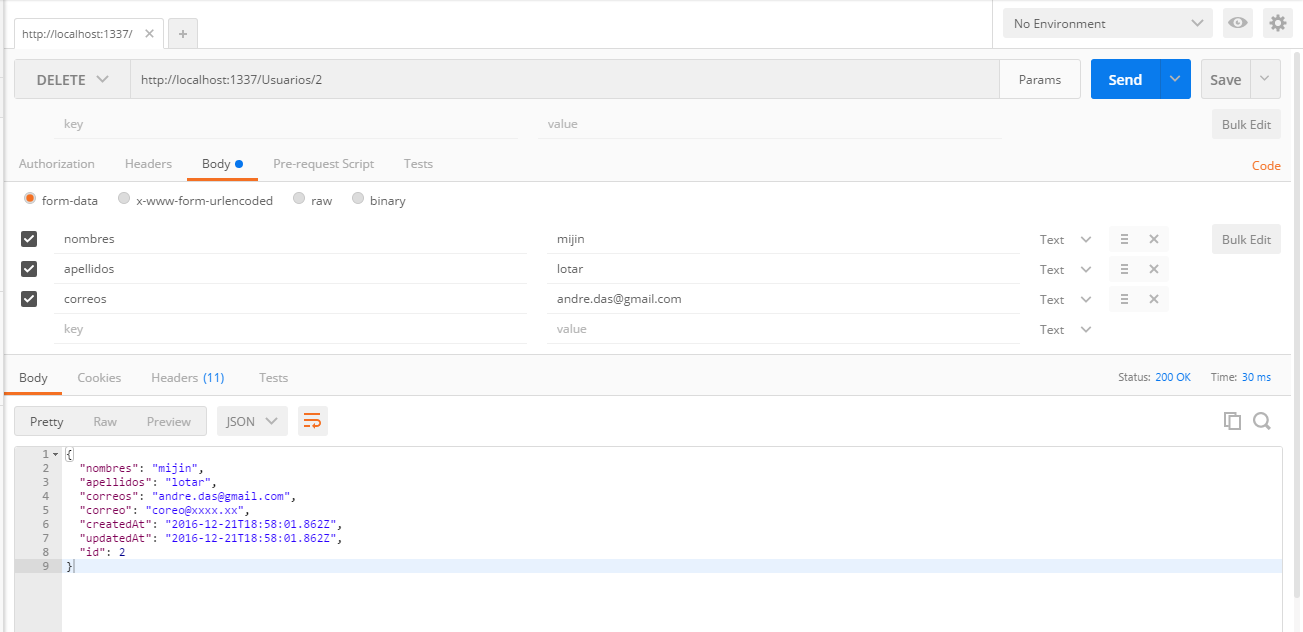 http://localhost:1337/
No Environment
DELETE http://localhost:1337/Usuarios/2 Params Send Save
key value Bulk Edit
Authorization Headers Body Pre-request Script Tests Code
form-data x-www-form-urlencoded raw binary
nombres mijin Text Bulk Edit
apellidos lotar Text
correos andre.das@gmail.com Text
key value Text
Body Cookies Headers (11) Tests Status: 200 OK Time: 30 ms
Pretty Raw Preview JSON
1 {
2 "nombres": "mijin",
3 "apellidos": "lotar",
4 "correos": "andre.das@gmail.com",
5 "correo": "coreo@xxxx.xx",
6 "createdAt": "2016-12-21T18:58:01.862Z",
7 "updatedAt": "2016-12-21T18:58:01.862Z",
8 "id": 2
9 }